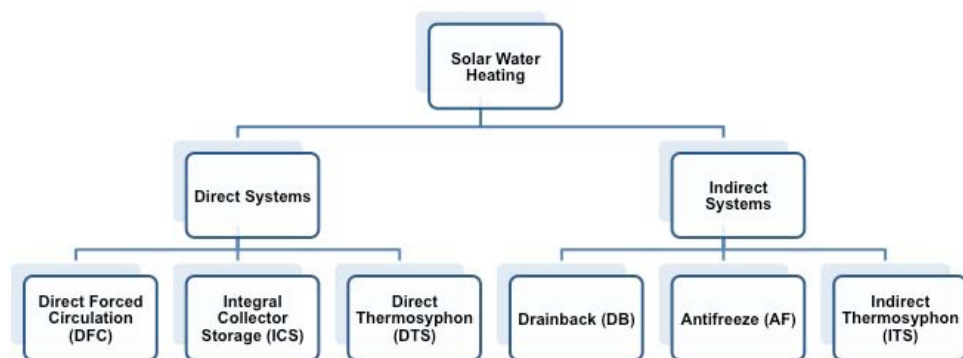 Solar Water
Heating
Direct Systems
Indirect
Systems
Direct Forced
Circulation
(DFC)
Integral
Collector
Storage (ICS)
Direct
Thermosyphon
(DTS)
Drainback (DB)
Antifreeze (AF)
Indirect
Thermosyphon
(ITS)